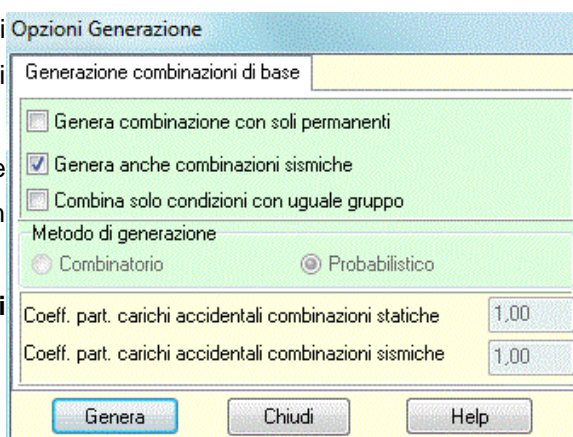 i
Opzioni Generazione
i
Generazione combinazioni di base
Genera combinazione con soli permanenti
e
Genera anche combinazioni sismiche
n
Combina solo condizioni con uguale gruppo
Metodo di generazione
Combinatorio Probabilistico
i
Coeff. part. carichi accidentali combinazioni statiche 1,00
Coeff. part. carichi accidentali combinazioni sismiche 1,00
Genera Chiudi Help